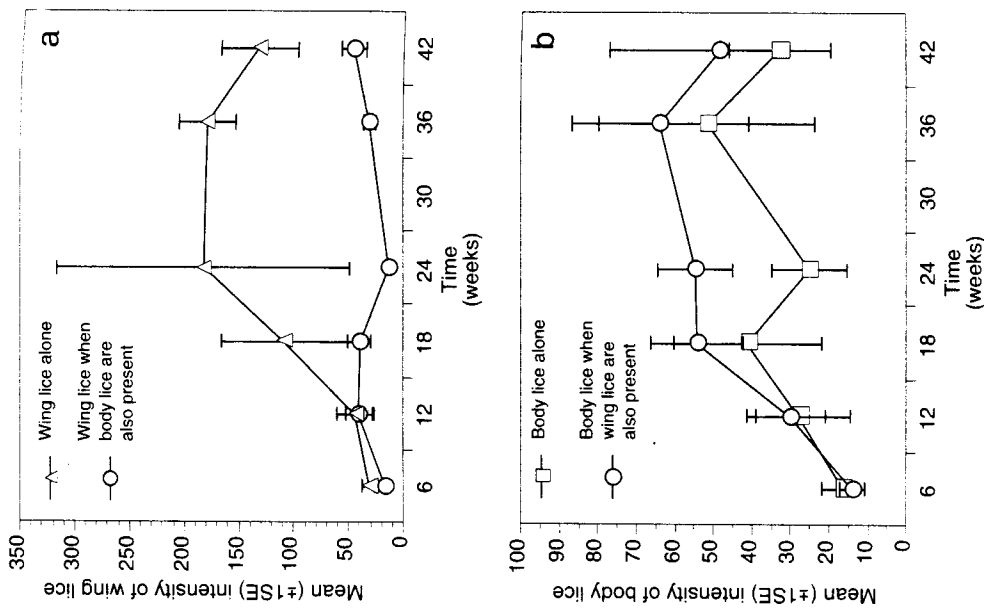 a
Wing lice alone
Wing lice when
body lice are
also present
Mean (±1SE) intensity of wing lice
350
300
250
200
150
100
50
0
6
12
18
24
30
36
42
Time
(weeks)
b
Body lice alone
Body lice when
wing lice are
also present
Mean (±1SE) intensity of body lice
100
90
80
70
60
50
40
30
20
10
0
6
12
18
24
30
36
42
Time
(weeks)